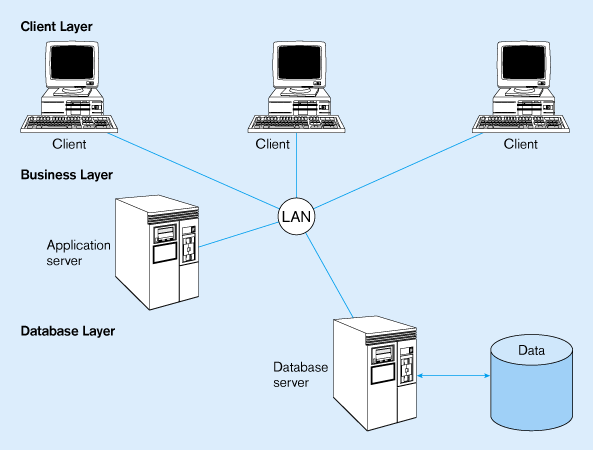 Client Layer
Client
Client
Client
Business Layer
LAN
Application
server
Database Layer
Database
server
Data